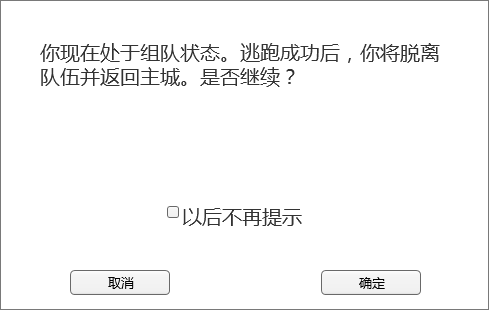 你现在处于组队状态。逃跑成功后，你将脱离
队伍并返回主城。是否继续？
以后不再提示
取消
确定